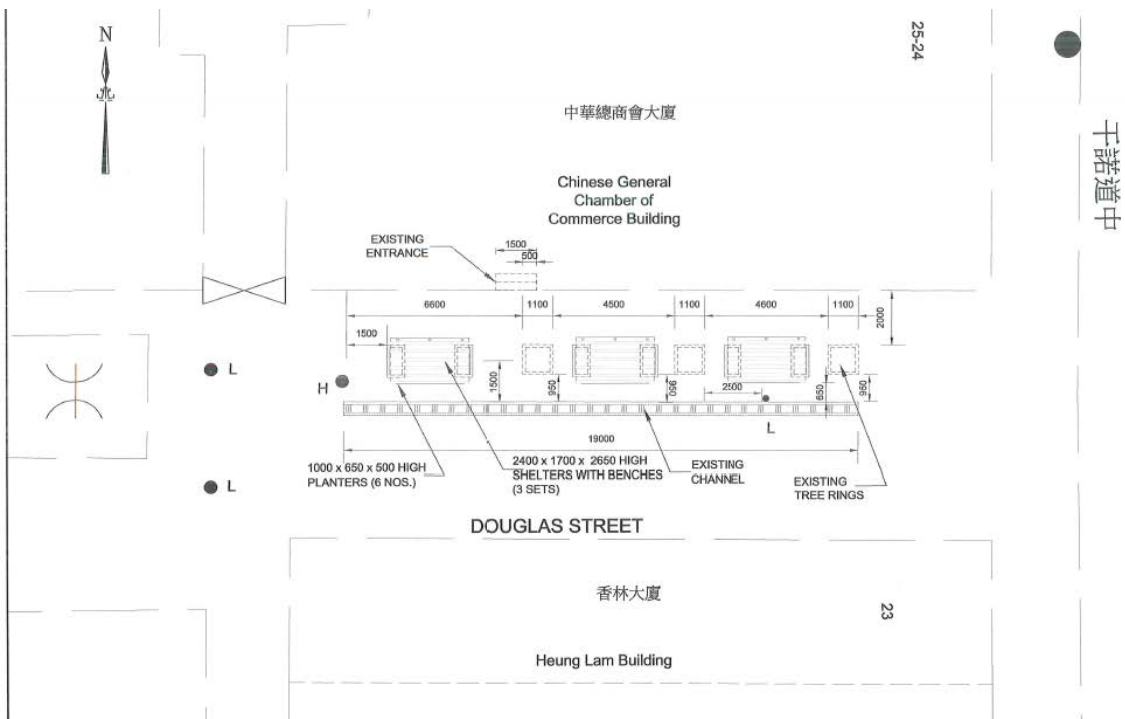 N
北
25-24
干諾道中
中華總商會大廈
Chinese General
Chamber of
Commerce Building
EXISTING
ENTRANCE
1500
500
6600
1100
4500
1100
4600
1100
2000
1500
1500
950
950
2500
650
950
L
H
L
L
19000
1000 x 650 x 500 HIGH
PLANTERS (6 NOS.)
2400 x 1700 x 2650 HIGH
SHELTERS WITH BENCHES
(3 SETS)
EXISTING
CHANNEL
EXISTING
TREE RINGS
DOUGLAS STREET
香林大廈
23
Heung Lam Building